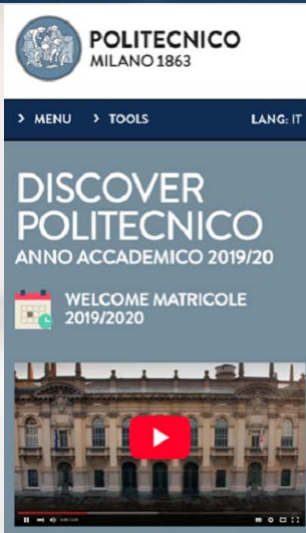 POLITECNICO
MILANO 1863
> MENU > TOOLS LANG: IT
DISCOVER
POLITECNICO
ANNO ACCADEMICO 2019/20
WELCOME MATRICOLE
2019/2020